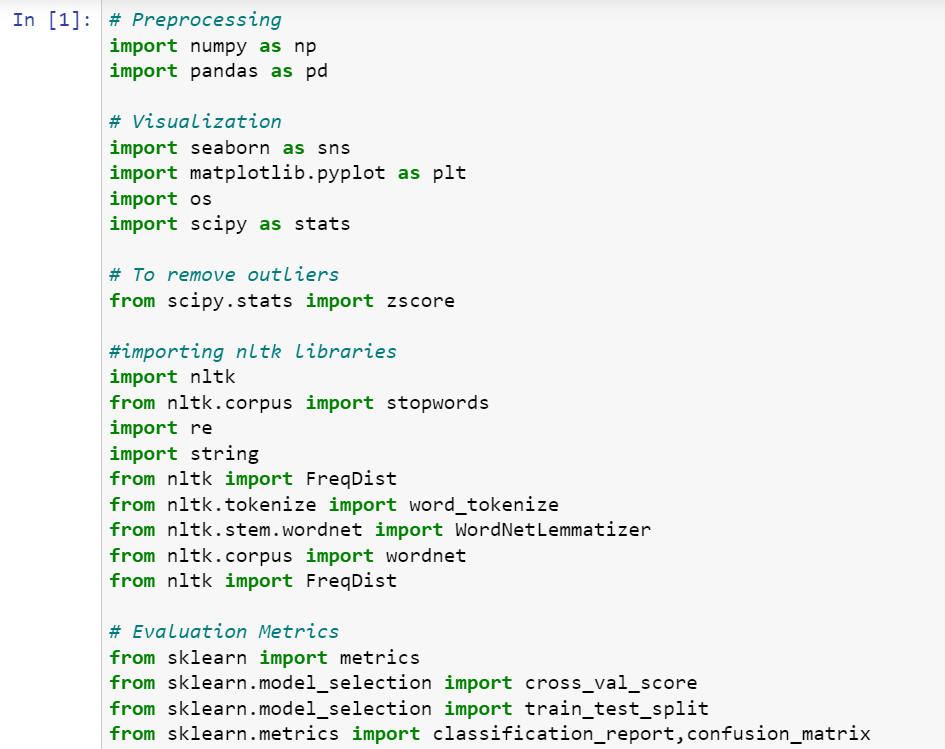 In [1]: # Preprocessing
import numpy as np
import pandas as pd
# Visualization
import seaborn as sns
import matplotlib.pyplot as plt
import os
import scipy as stats
# To remove outliers
from scipy.stats import zscore
#importing nltk libraries
import nltk
from nltk.corpus import stopwords
import re
import string
from nltk import FreqDist
from nltk.tokenize import word_tokenize
from nltk.stem.wordnet import WordNetLemmatizer
from nltk.corpus import wordnet
from nltk import FreqDist
# Evaluation Metrics
from sklearn import metrics
from sklearn.model_selection import cross_val_score
from sklearn.model_selection import train_test_split
from sklearn.metrics import classification_report,confusion_matrix